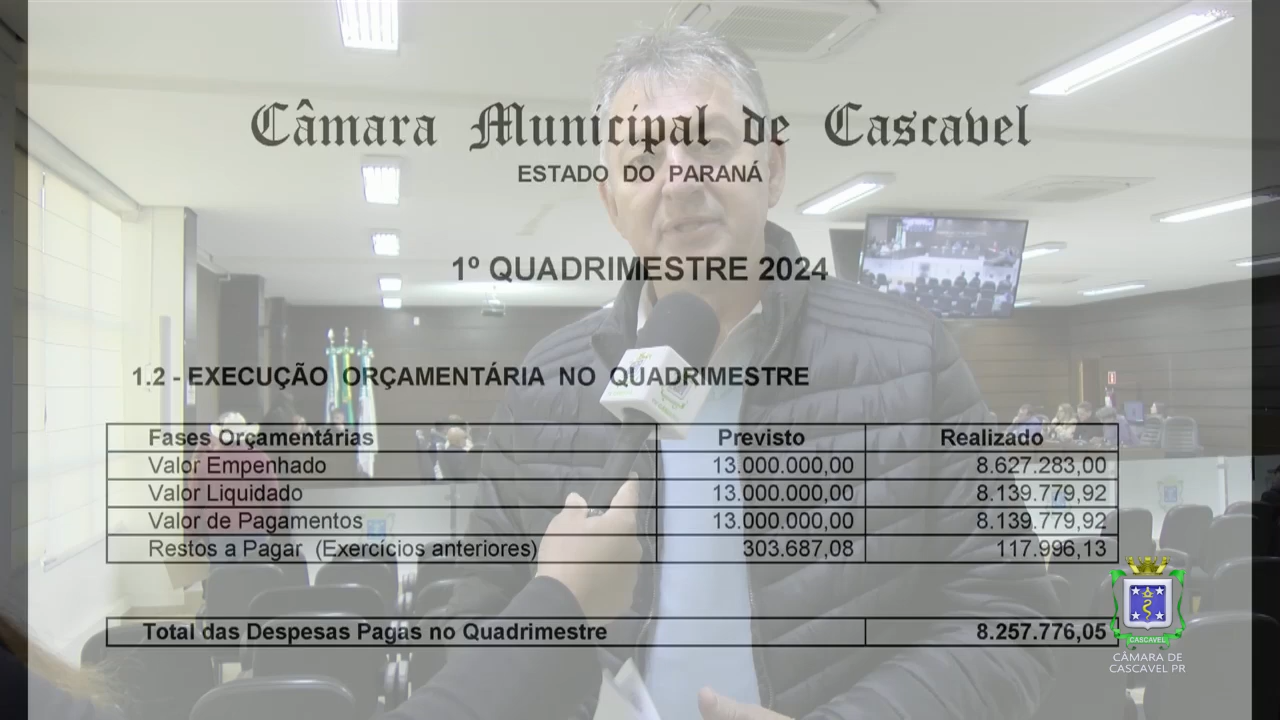 Câmara Municipal de Cascavel
ESTADO DO PARANÁ
1º QUADRIMESTRE 2024
1.2 - EXECUÇÃO ORÇAMENTÁRIA NO QUADRIMESTRE
Fases Orçamentárias Previsto Realizado
Valor Empenhado 13.000.000,00 8.627.283,00
Valor Liquidado 13.000.000,00 8.139.779,92
Valor de Pagamentos 13.000.000,00 8.139.779,92
Restos a Pagar (Exercícios anteriores) 303.687,08 117.996,13
Total das Despesas Pagas no Quadrimestre 8.257.776,05
CASCAVEL
CÂMARA DE
CASCAVEL PR